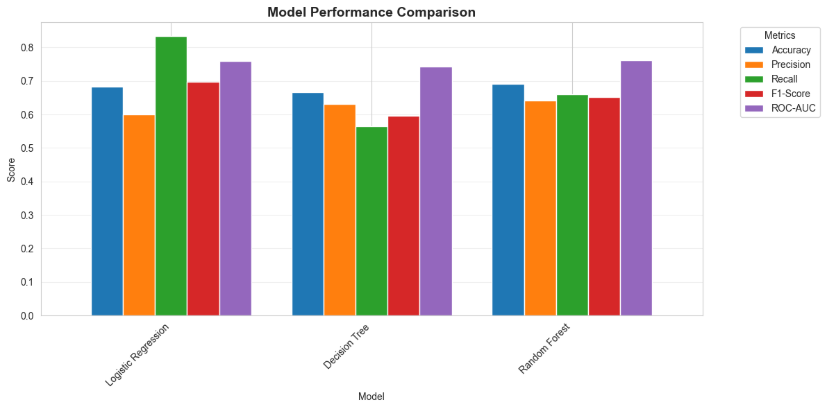 Model Performance Comparison
Metrics
Accuracy
Precision
Recall
F1-Score
ROC-AUC
Score
0.8
0.7
0.6
0.5
0.4
0.3
0.2
0.1
0.0
Logistic Regression
Decision Tree
Random Forest
Model